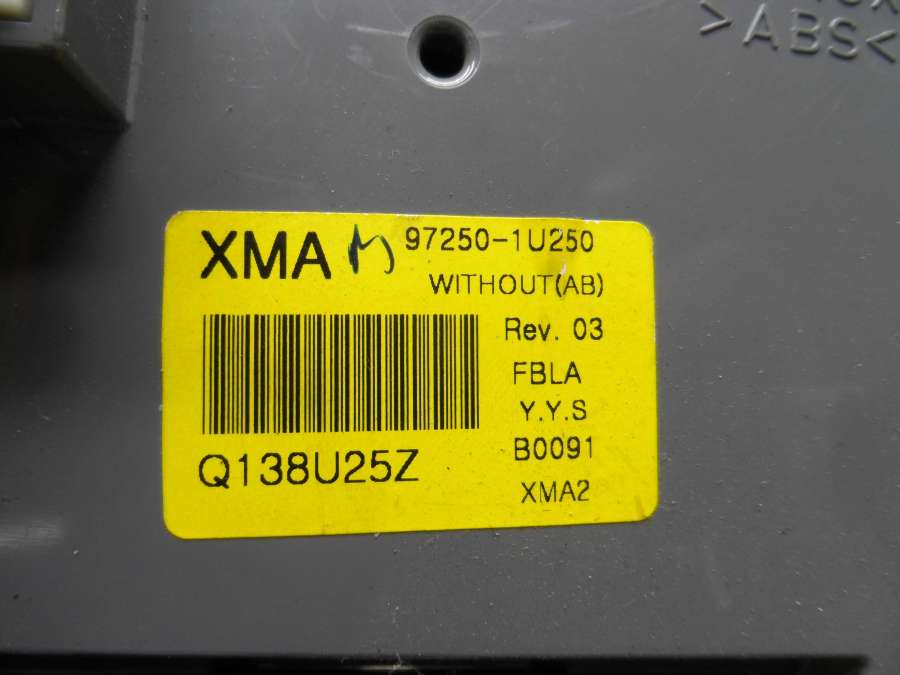 >ABS<
XMA 97250-1U250
WITHOUT(AB)
Rev. 03
FBLA
Y.Y.S
B0091
XMA2
Q138U25Z